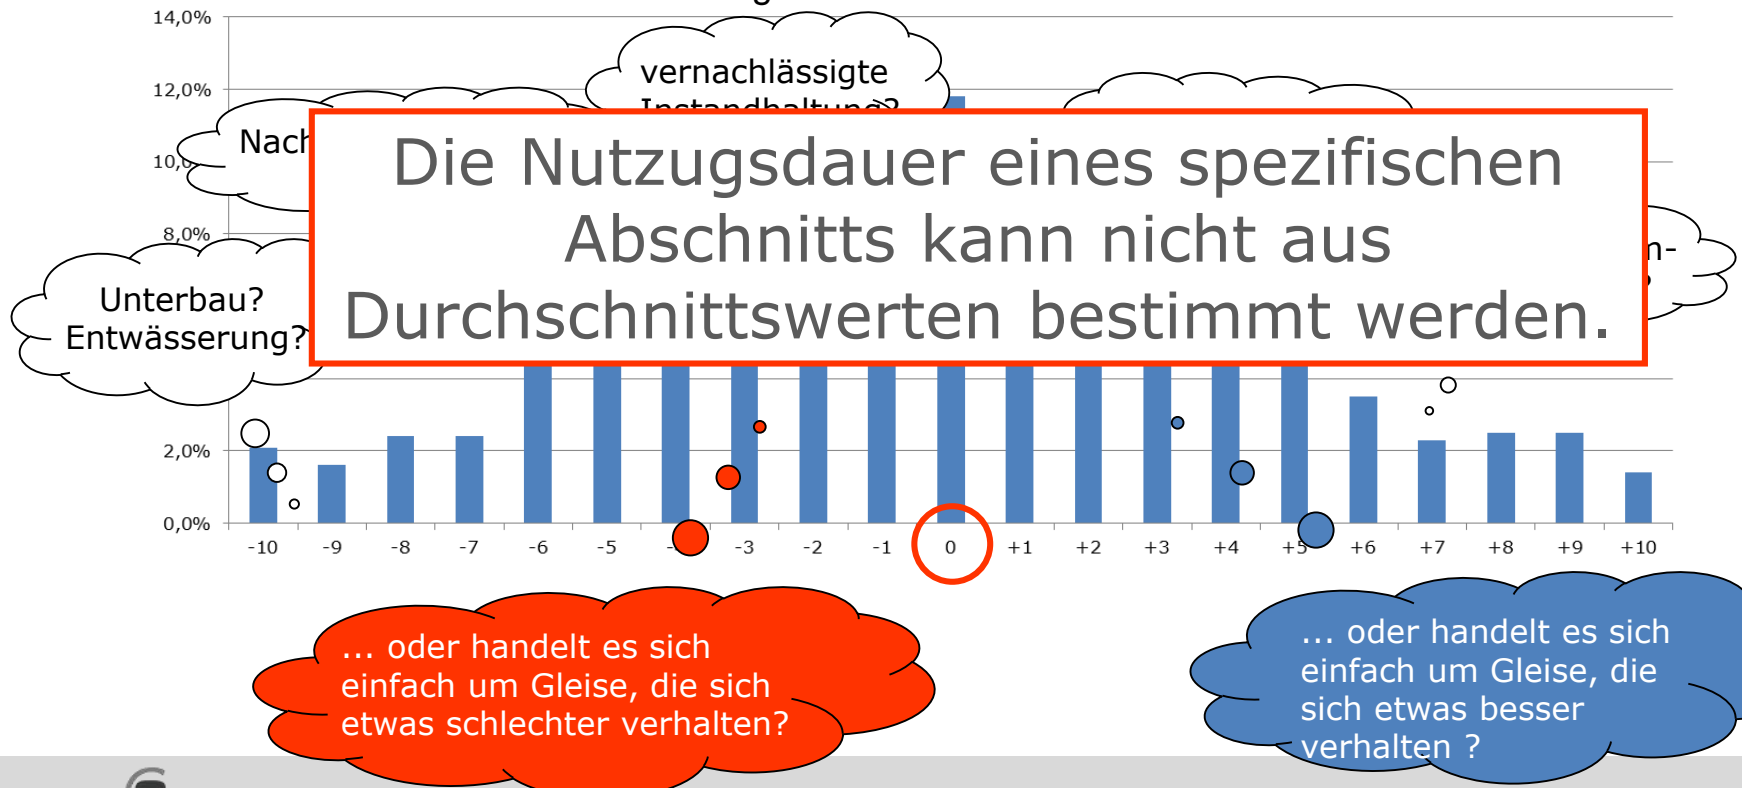 14,0%
12,0%
vernachlässigte
Instandhaltung?
Die Nutzugsdauer eines spezifischen
Abschnitts kann nicht aus
Durchschnittswerten bestimmt werden.
8,0%
Unterbau?
Entwässerung?
2,0%
0,0%
-10 -9 -8 -7 -6 -5 -3 -2 -1 0 +1 +2 +3 +4 +5 +6 +7 +8 +9 +10
... oder handelt es sich
einfach um Gleise, die sich
etwas schlechter verhalten?
... oder handelt es sich
einfach um Gleise, die
sich etwas besser
verhalten ?